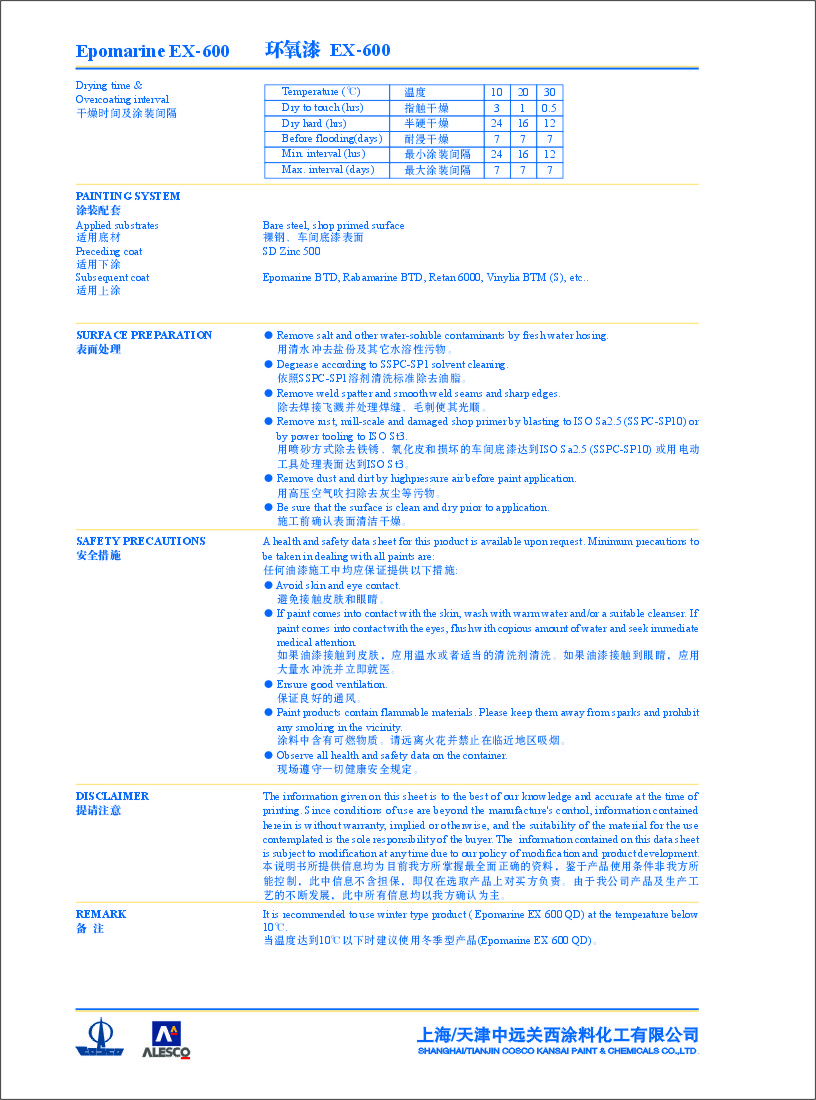 Epomarine EX-600 环氧漆 EX-600
Drying time &
Overcoating interval
干燥时间及涂装间隔
Temperature (℃) 温度 10 20 30
Dry to touch (hrs) 指触干燥 3 1 0.5
Dry hard (hrs) 半硬干燥 24 16 12
Before flooding(days) 耐浸干燥 7 7 7
Min. interval (hrs) 最小涂装间隔 24 16 12
Max. interval (days) 最大涂装间隔 7 7 7
PAINTING SYSTEM
涂装配套
Applied substrates Bare steel, shop primed surface
适用底材 裸钢、车间底漆表面
Preceding coat SD Zinc 500
适用下涂
Subsequent coat Epomarine BTD, Rabamarine BTD, Retan 6000, Vinylia BTM (S), etc..
适用上涂
SURFACE PREPARATION
表面处理
● Remove salt and other water-soluble contaminants by fresh water hosing.
用清水冲去盐份及其它水溶性污物。
● Degrease according to SSPC-SP1 solvent cleaning.
依照SSPC-SP1溶剂清洗标准除去油脂。
● Remove weld spatter and smooth weld seams and sharp edges.
除去焊接飞溅并处理焊缝、毛刺使其光顺。
● Remove rust, mill-scale and damaged shop primer by blasting to ISO Sa2.5 (SSPC-SP10) or
by power tooling to ISO St3.
用喷砂方式除去铁锈、氧化皮和损坏的车间底漆达到ISO Sa2.5 (SSPC-SP10) 或用电动
工具处理表面达到ISO St3。
● Remove dust and dirt by highpressure air before paint application.
用高压空气吹扫除去灰尘等污物。
● Be sure that the surface is clean and dry prior to application.
施工前确认表面清洁干燥。
SAFETY PRECAUTIONS
安全措施
A health and safety data sheet for this product is available upon request. Minimum precautions to
be taken in dealing with all paints are:
任何油漆施工中均应保证提供以下措施:
● Avoid skin and eye contact.
避免接触皮肤和眼睛。
● If paint comes into contact with the skin, wash with warm water and/or a suitable cleanser. If
paint comes into contact with the eyes, flush with copious amount of water and seek immediate
medical attention.
如果油漆接触到皮肤，应用温水或者适当的清洗剂清洗。如果油漆接触到眼睛，应用
大量水冲洗并立即就医。
● Ensure good ventilation.
保证良好的通风。
● Paint products contain flammable materials. Please keep them away from sparks and prohibit
any smoking in the vicinity.
涂料中含有可燃物质。请远离火花并禁止在临近地区吸烟。
● Observe all health and safety data on the container.
现场遵守一切健康安全规定。
DISCLAIMER
提请注意
The information given on this sheet is to the best of our knowledge and accurate at the time of
printing. Since conditions of use are beyond the manufacture's control, information contained
herein is without warranty, implied or otherwise, and the suitability of the material for the use
contemplated is the sole responsibility of the buyer. The information contained on this data sheet
is subject to modification at any time due to our policy of modification and product development.
本说明书所提供信息均为目前我方所掌握最全面正确的资料，鉴于产品使用条件非我方所
能控制，此中信息不含担保，即仅在选取产品上对买方负责。由于我公司产品及生产工
艺的不断发展，此中所有信息均以我方确认为主。
REMARK
备 注
It is recommended to use winter type product ( Epomarine EX 600 QD) at the temperature below
10℃.
当温度达到10℃以下时建议使用冬季型产品(Epomarine EX 600 QD)。
COSCO
ALESCO
上海/天津中远关西涂料化工有限公司
SHANGHAI/TIANJIN COSCO KANSAI PAINT & CHEMICALS CO.,LTD.